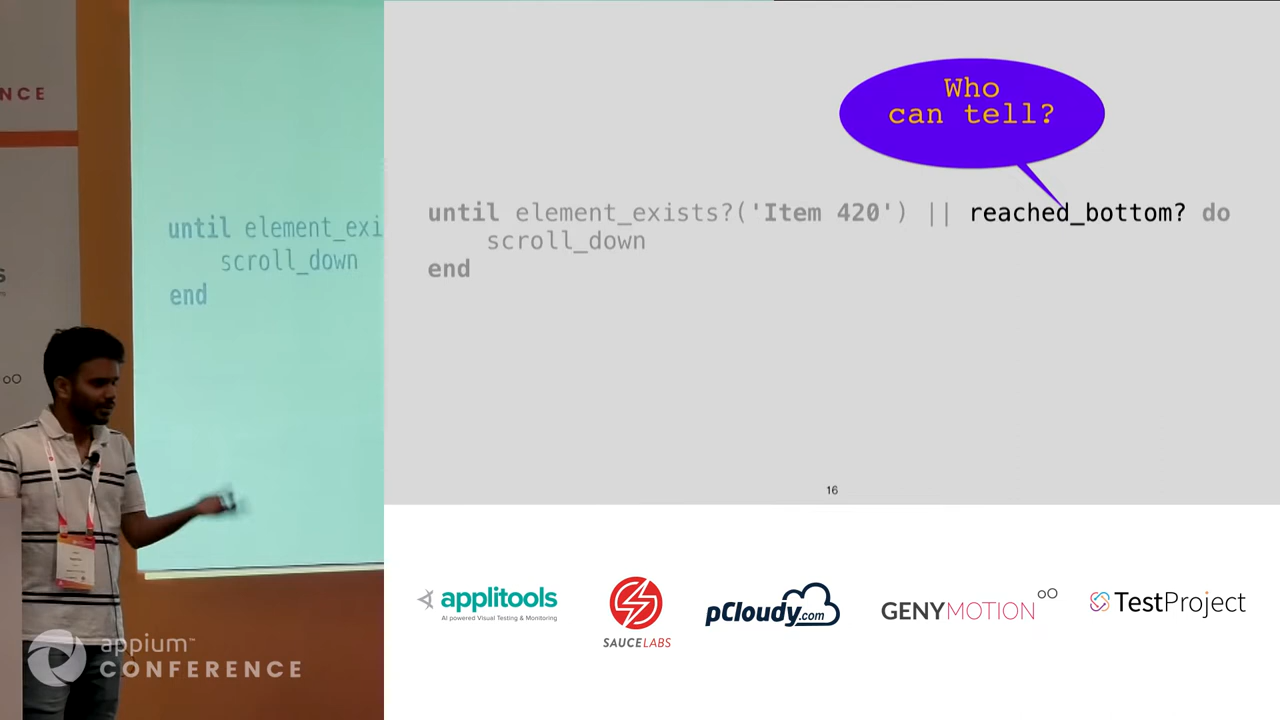 NCE
S
until element_exi
scroll_down
end
appium™
CONFERENCE
Who
can tell?
until element_exists?('Item 420') || reached_bottom? do
scroll_down
end
16
applitools
AI powered Visual Testing & Monitoring
SAUCELABS
pCloudy.com
GENYMOTION
TestProject